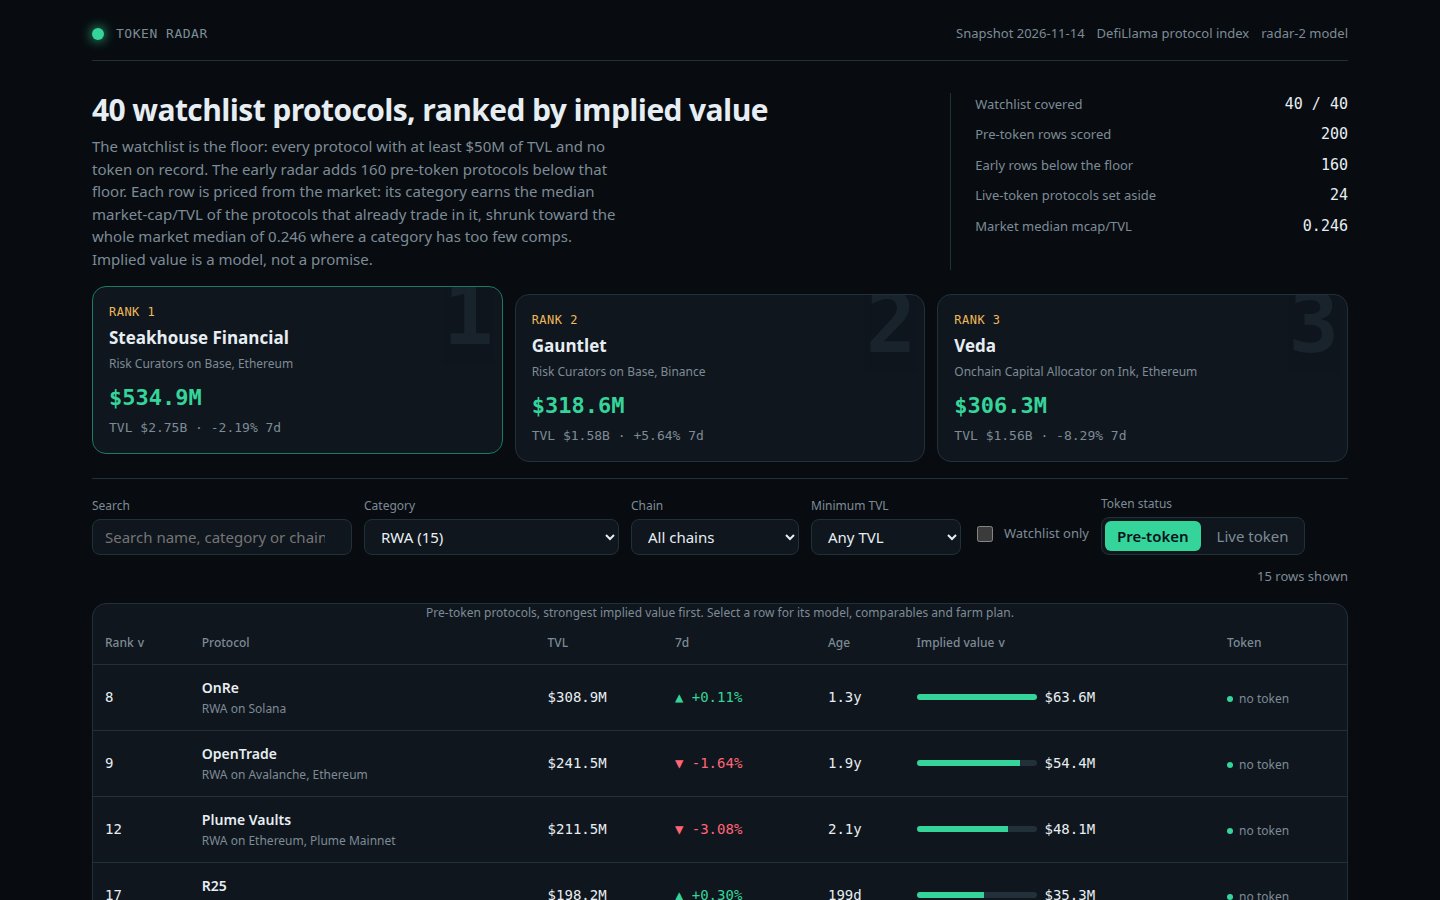 TOKEN RADAR
Snapshot 2026-11-14 DefiLlama protocol index radar-2 model
40 watchlist protocols, ranked by implied value
The watchlist is the floor: every protocol with at least $50M of TVL and no
token on record. The early radar adds 160 pre-token protocols below that
floor. Each row is priced from the market: its category earns the median
market-cap/TVL of the protocols that already trade in it, shrunk toward the
whole market median of 0.246 where a category has too few comps.
Implied value is a model, not a promise.
Watchlist covered 40 / 40
Pre-token rows scored 200
Early rows below the floor 160
Live-token protocols set aside 24
Market median mcap/TVL 0.246
1
RANK 1
Steakhouse Financial
Risk Curators on Base, Ethereum
$534.9M
TVL $2.75B · -2.19% 7d
2
RANK 2
Gauntlet
Risk Curators on Base, Binance
$318.6M
TVL $1.58B · +5.64% 7d
3
RANK 3
Veda
Onchain Capital Allocator on Ink, Ethereum
$306.3M
TVL $1.56B · -8.29% 7d
Search Category Chain Minimum TVL Token status
Search name, category or chain RWA (15) All chains Any TVL Watchlist only Pre-token Live token
15 rows shown
Pre-token protocols, strongest implied value first. Select a row for its model, comparables and farm plan.
Rank v Protocol TVL 7d Age Implied value v Token
8 OnRe $308.9M ▲ +0.11% 1.3y $63.6M no token
RWA on Solana
9 OpenTrade $241.5M ▼ -1.64% 1.9y $54.4M no token
RWA on Avalanche, Ethereum
12 Plume Vaults $211.5M ▼ -3.08% 2.1y $48.1M no token
RWA on Ethereum, Plume Mainnet
17 R25 $198.2M ▲ +0.30% 199d $35.3M no token